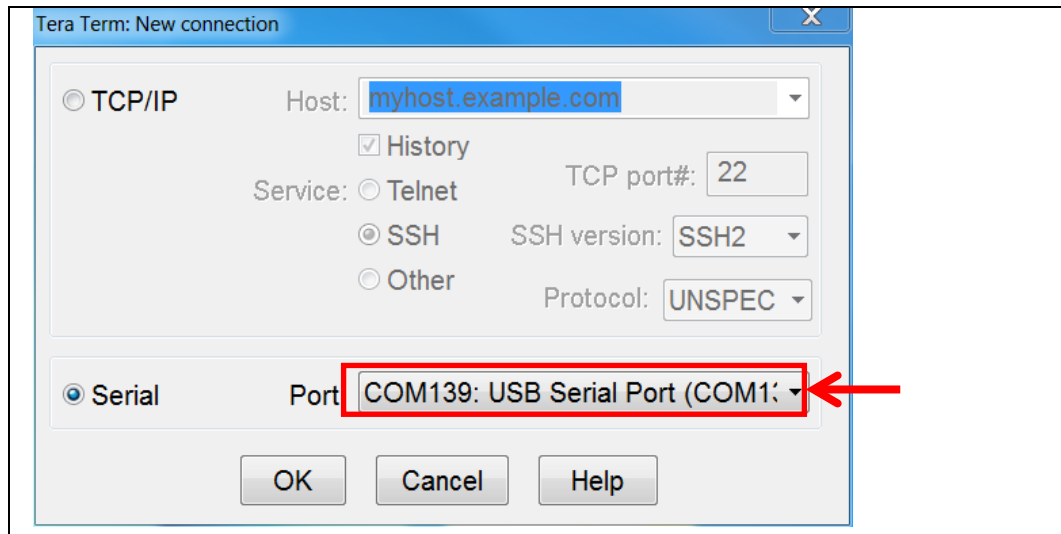 Tera Term: New connection
TCP/IP Host: myhost.example.com
History
Service: Telnet TCP port#: 22
SSH SSH version: SSH2
Other Protocol: UNSPEC
Serial Port COM139: USB Serial Port (COM1
OK Cancel Help